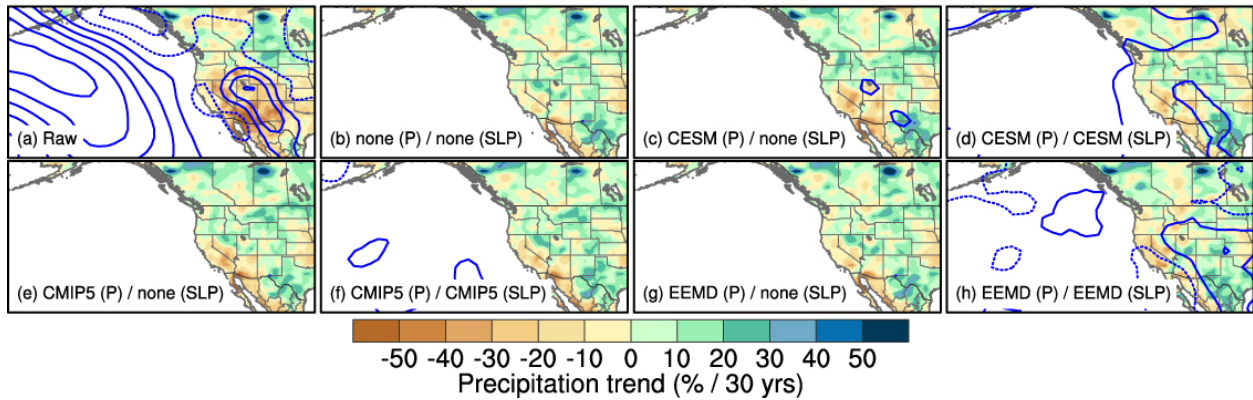 (a) Raw
(b) none (P) / none (SLP)
(c) CESM (P) / none (SLP)
(d) CESM (P) / CESM (SLP)
(e) CMIP5 (P) / none (SLP)
(f) CMIP5 (P) / CMIP5 (SLP)
(g) EEMD (P) / none (SLP)
(h) EEMD (P) / EEMD (SLP)
-50 -40 -30 -20 -10 0 10 20 30 40 50
Precipitation trend (% / 30 yrs)